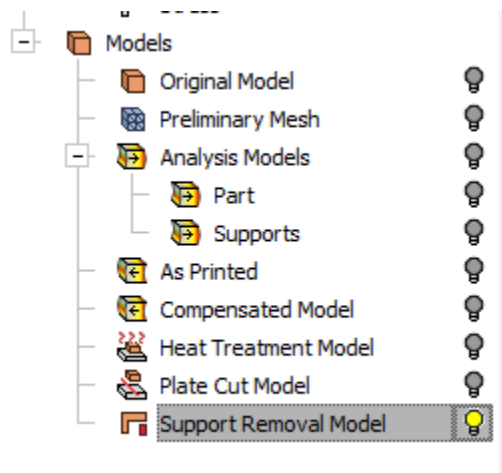 Models
Original Model
Preliminary Mesh
Analysis Models
Part
Supports
As Printed
Compensated Model
Heat Treatment Model
Plate Cut Model
Support Removal Model